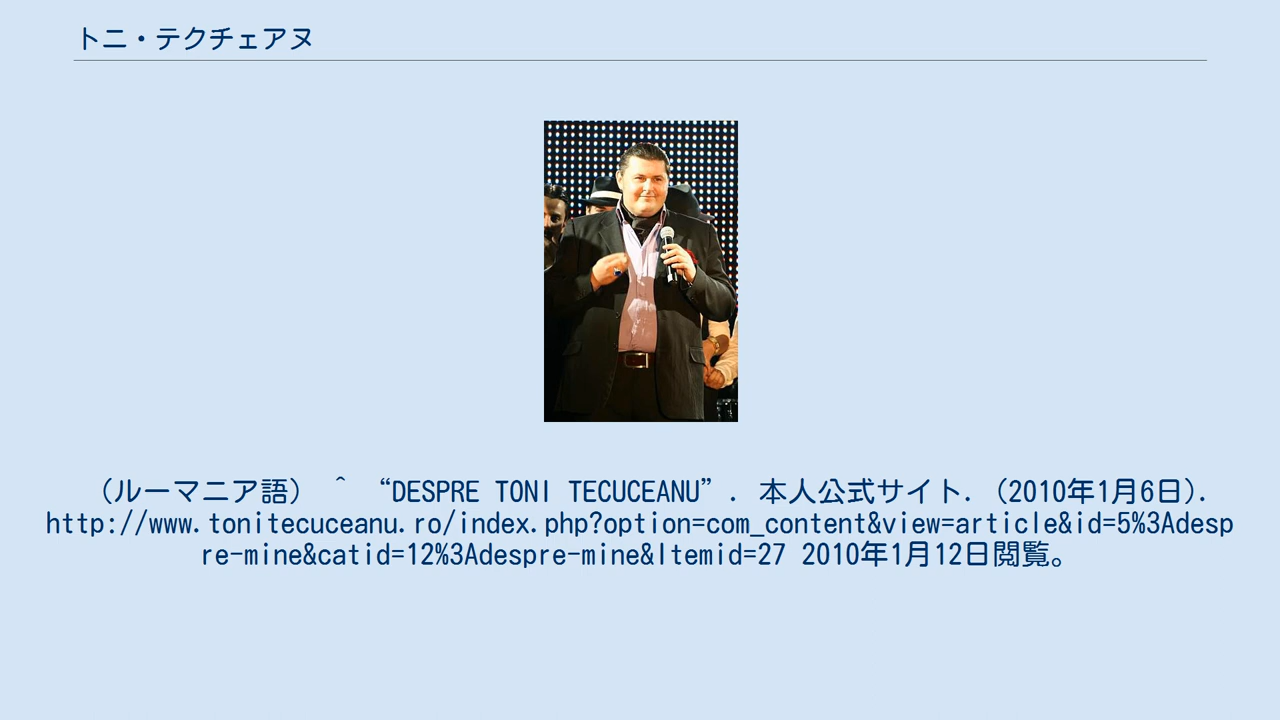 トニ・テクチェアヌ
（ルーマニア語） ^ “DESPRE TONI TECUCEANU”. 本人公式サイト. (2010年1月6日).
http://www.tonitecuceanu.ro/index.php?option=com_content&view=article&id=5%3Adesp
re-mine&catid=12%3Adespre-mine&Itemid=27 2010年1月12日閲覧。